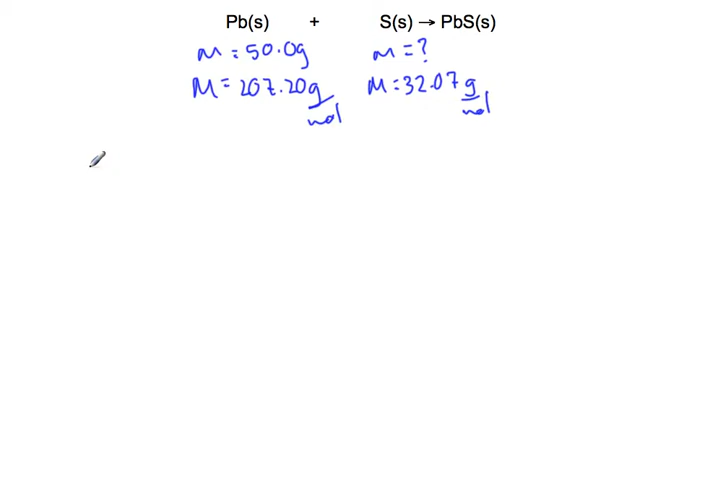 Pb(s) + S(s) → PbS(s)
m = 50.0g m = ?
M = 207.20 g/mol M = 32.07 g/mol